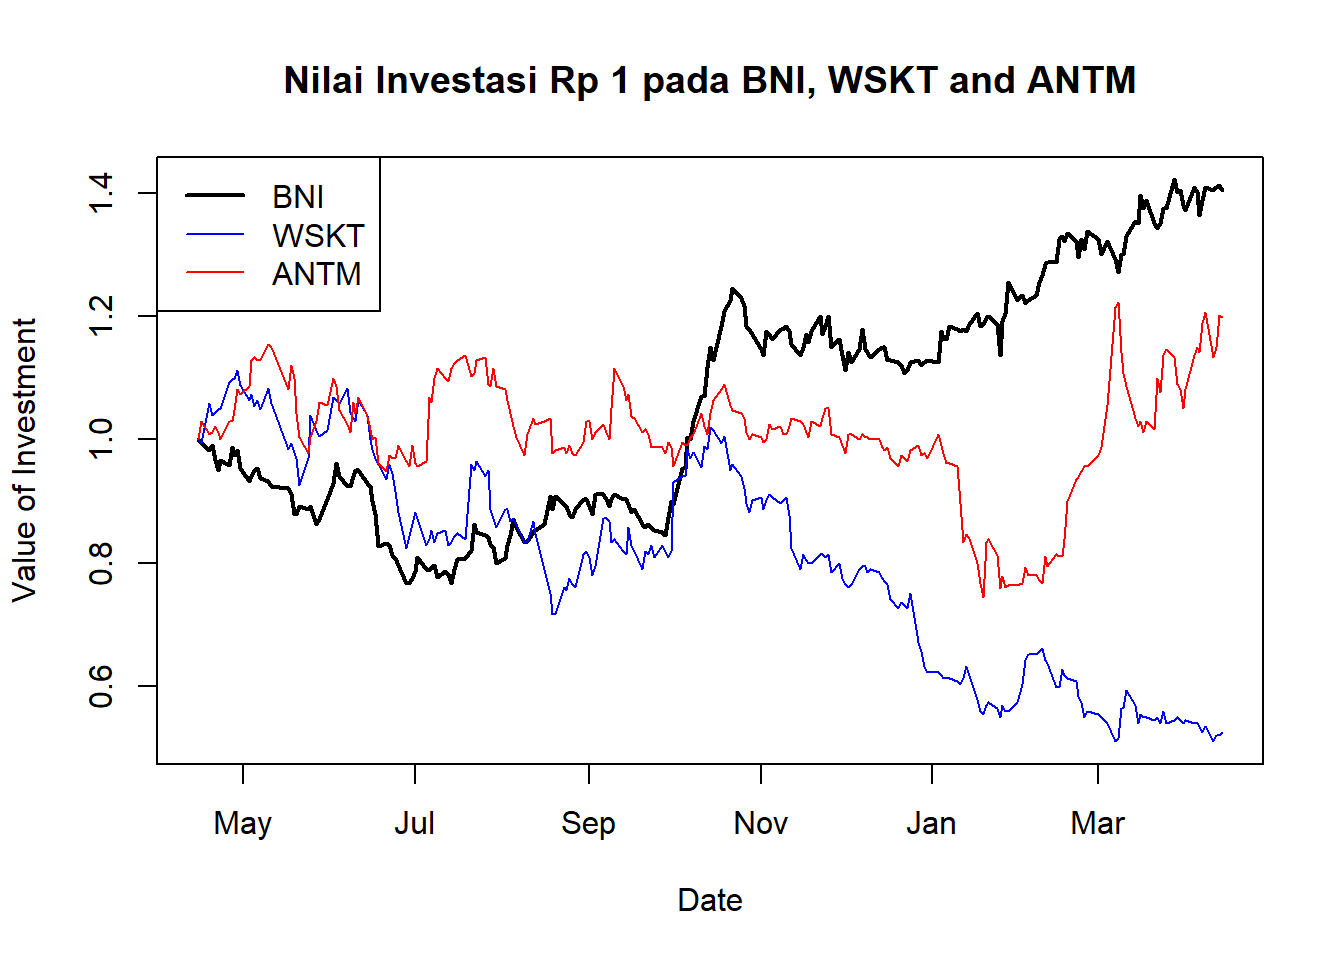 Nilai Investasi Rp 1 pada BNI, WSKT and ANTM
BNI
WSKT
ANTM
Value of Investment
1.4
1.2
1.0
0.8
0.6
May Jul Sep Nov Jan Mar
Date